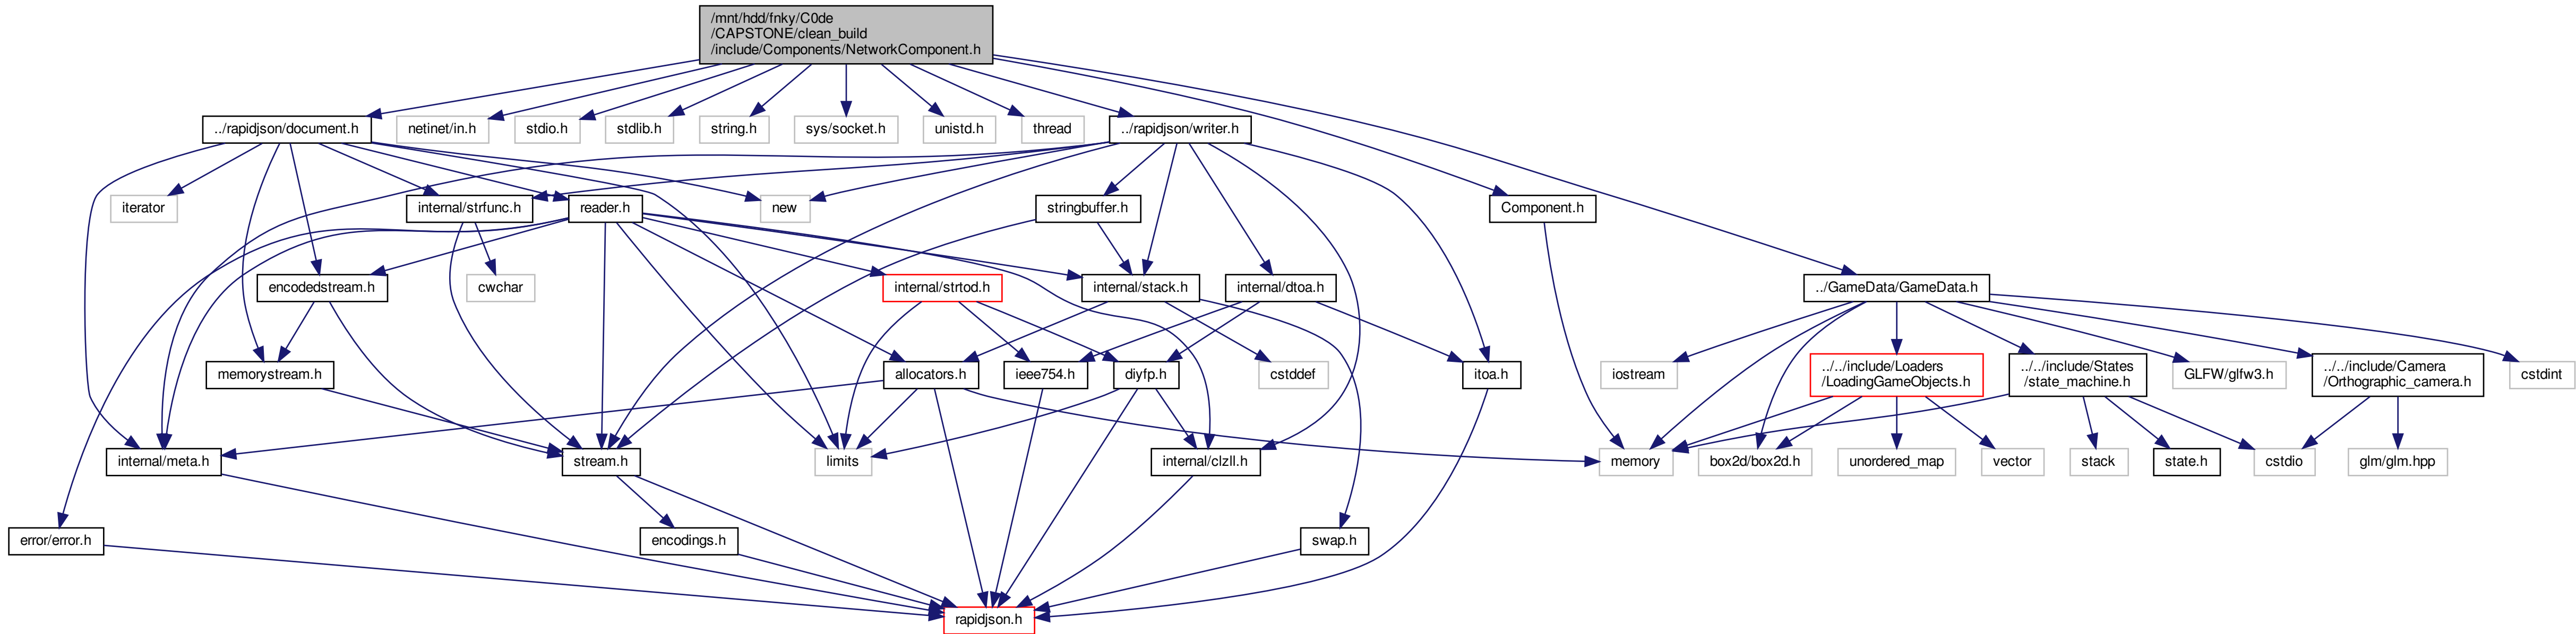 /mnt/hdd/fnky/C0de
/CAPSTONE/clean_build
/include/Components/NetworkComponent.h
../rapidjson/document.h
netinet/in.h
stdio.h
stdlib.h
string.h
sys/socket.h
unistd.h
thread
../rapidjson/writer.h
iterator
internal/strfunc.h
reader.h
new
stringbuffer.h
Component.h
encodedstream.h
cwchar
internal/strtod.h
internal/stack.h
internal/dtoa.h
../GameData/GameData.h
memorystream.h
allocators.h
ieee754.h
diyfp.h
cstddef
itoa.h
iostream
../../include/Loaders
/LoadingGameObjects.h
../../include/States
/state_machine.h
GLFW/glfw3.h
../../include/Camera
/Orthographic_camera.h
cstdint
internal/meta.h
stream.h
limits
internal/clzll.h
memory
box2d/box2d.h
unordered_map
vector
stack
state.h
cstdio
glm/glm.hpp
error/error.h
encodings.h
swap.h
rapidjson.h